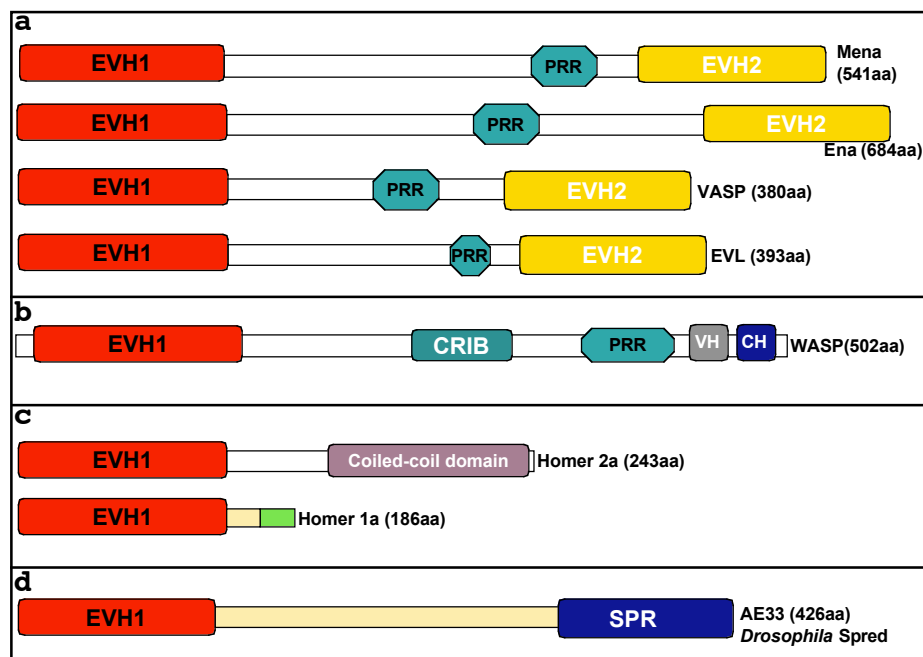 a
EVH1 PRR EVH2 Mena
(541aa)
EVH1 PRR EVH2
Ena (684aa)
EVH1 PRR EVH2 VASP (380aa)
EVH1 PRR EVH2 EVL (393aa)
b
EVH1 CRIB PRR VH CH WASP(502aa)
c
EVH1 Coiled-coil domain Homer 2a (243aa)
EVH1 Homer 1a (186aa)
d
EVH1 SPR AE33 (426aa)
Drosophila Spred